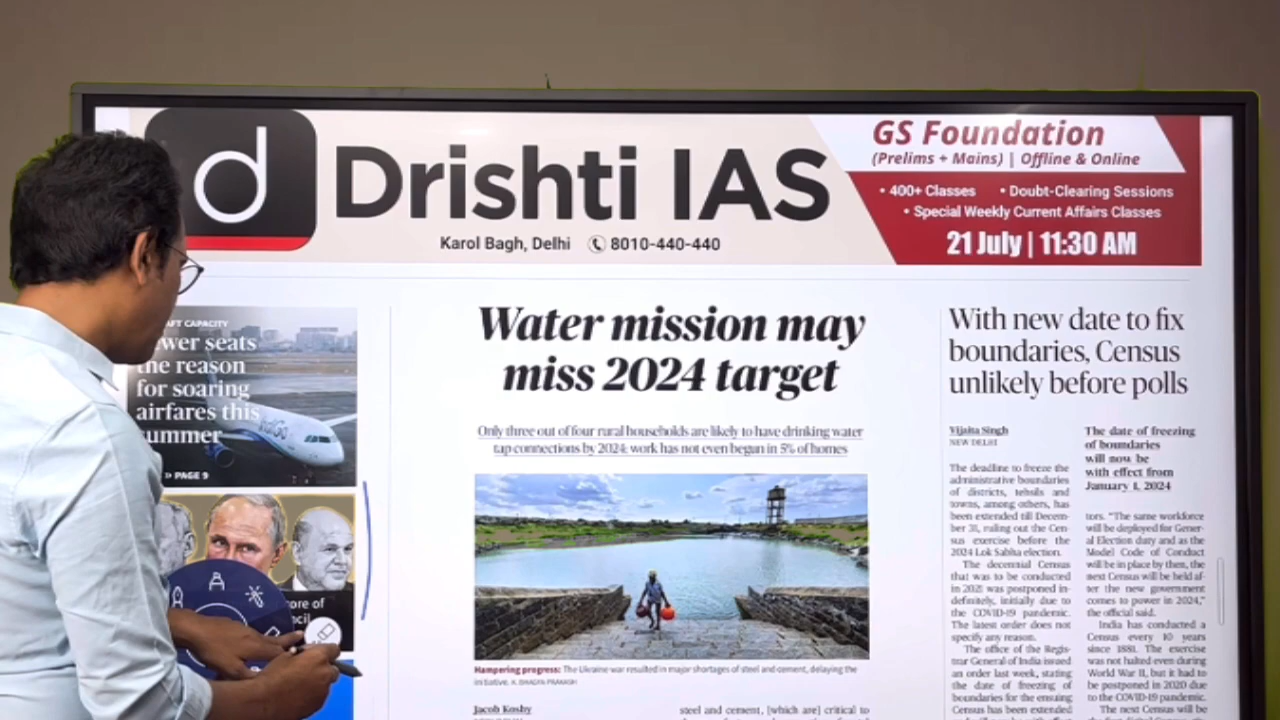 d
Drishti IAS
Karol Bagh, Delhi 8010-440-440
GS Foundation
(Prelims + Mains) | Offline & Online
• 400+ Classes • Doubt-Clearing Sessions
• Special Weekly Current Affairs Classes
21 July | 11:30 AM
CAPACITY
seats
the reason
for soaring
airfares this
summer
» PAGE 9
IndiGo
of
Water mission may
miss 2024 target
Only three out of four rural households are likely to have drinking water
tap connections by 2024; work has not even begun in 5% of homes
Hampering progress: The Ukraine war resulted in major shortages of steel and cement, delaying the
initiative. K. BHAGYA PRAKASH
Jacob Koshy
steel and cement, [which are] critical to
With new date to fix
boundaries, Census
unlikely before polls
Vijaita Singh
NEW DELHI
The deadline to freeze the
administrative boundaries
of districts, tehsils and
towns, among others, has
been extended till Decem-
ber 31, ruling out the Cen-
sus exercise before the
2024 Lok Sabha election.
The decennial Census
that was to be conducted
in 2021 was postponed in-
definitely, initially due to
the COVID-19 pandemic.
The latest order does not
specify any reason.
The office of the Regis-
trar General of India issued
an order last week, stating
the date of freezing of
boundaries for the ensuing
Census has been extended
The date of freezing
of boundaries
will now be
with effect from
January 1, 2024
tors. "The same workforce
will be deployed for Gener-
al Election duty and as the
Model Code of Conduct
will be in place by then, the
next Census will be held af-
ter the new government
comes to power in 2024,"
the official said.
India has conducted a
Census every 10 years
since 1881. The exercise
was not halted even during
World War II, but it had to
be postponed in 2020 due
to the COVID-19 pandemic.
The next Census will be